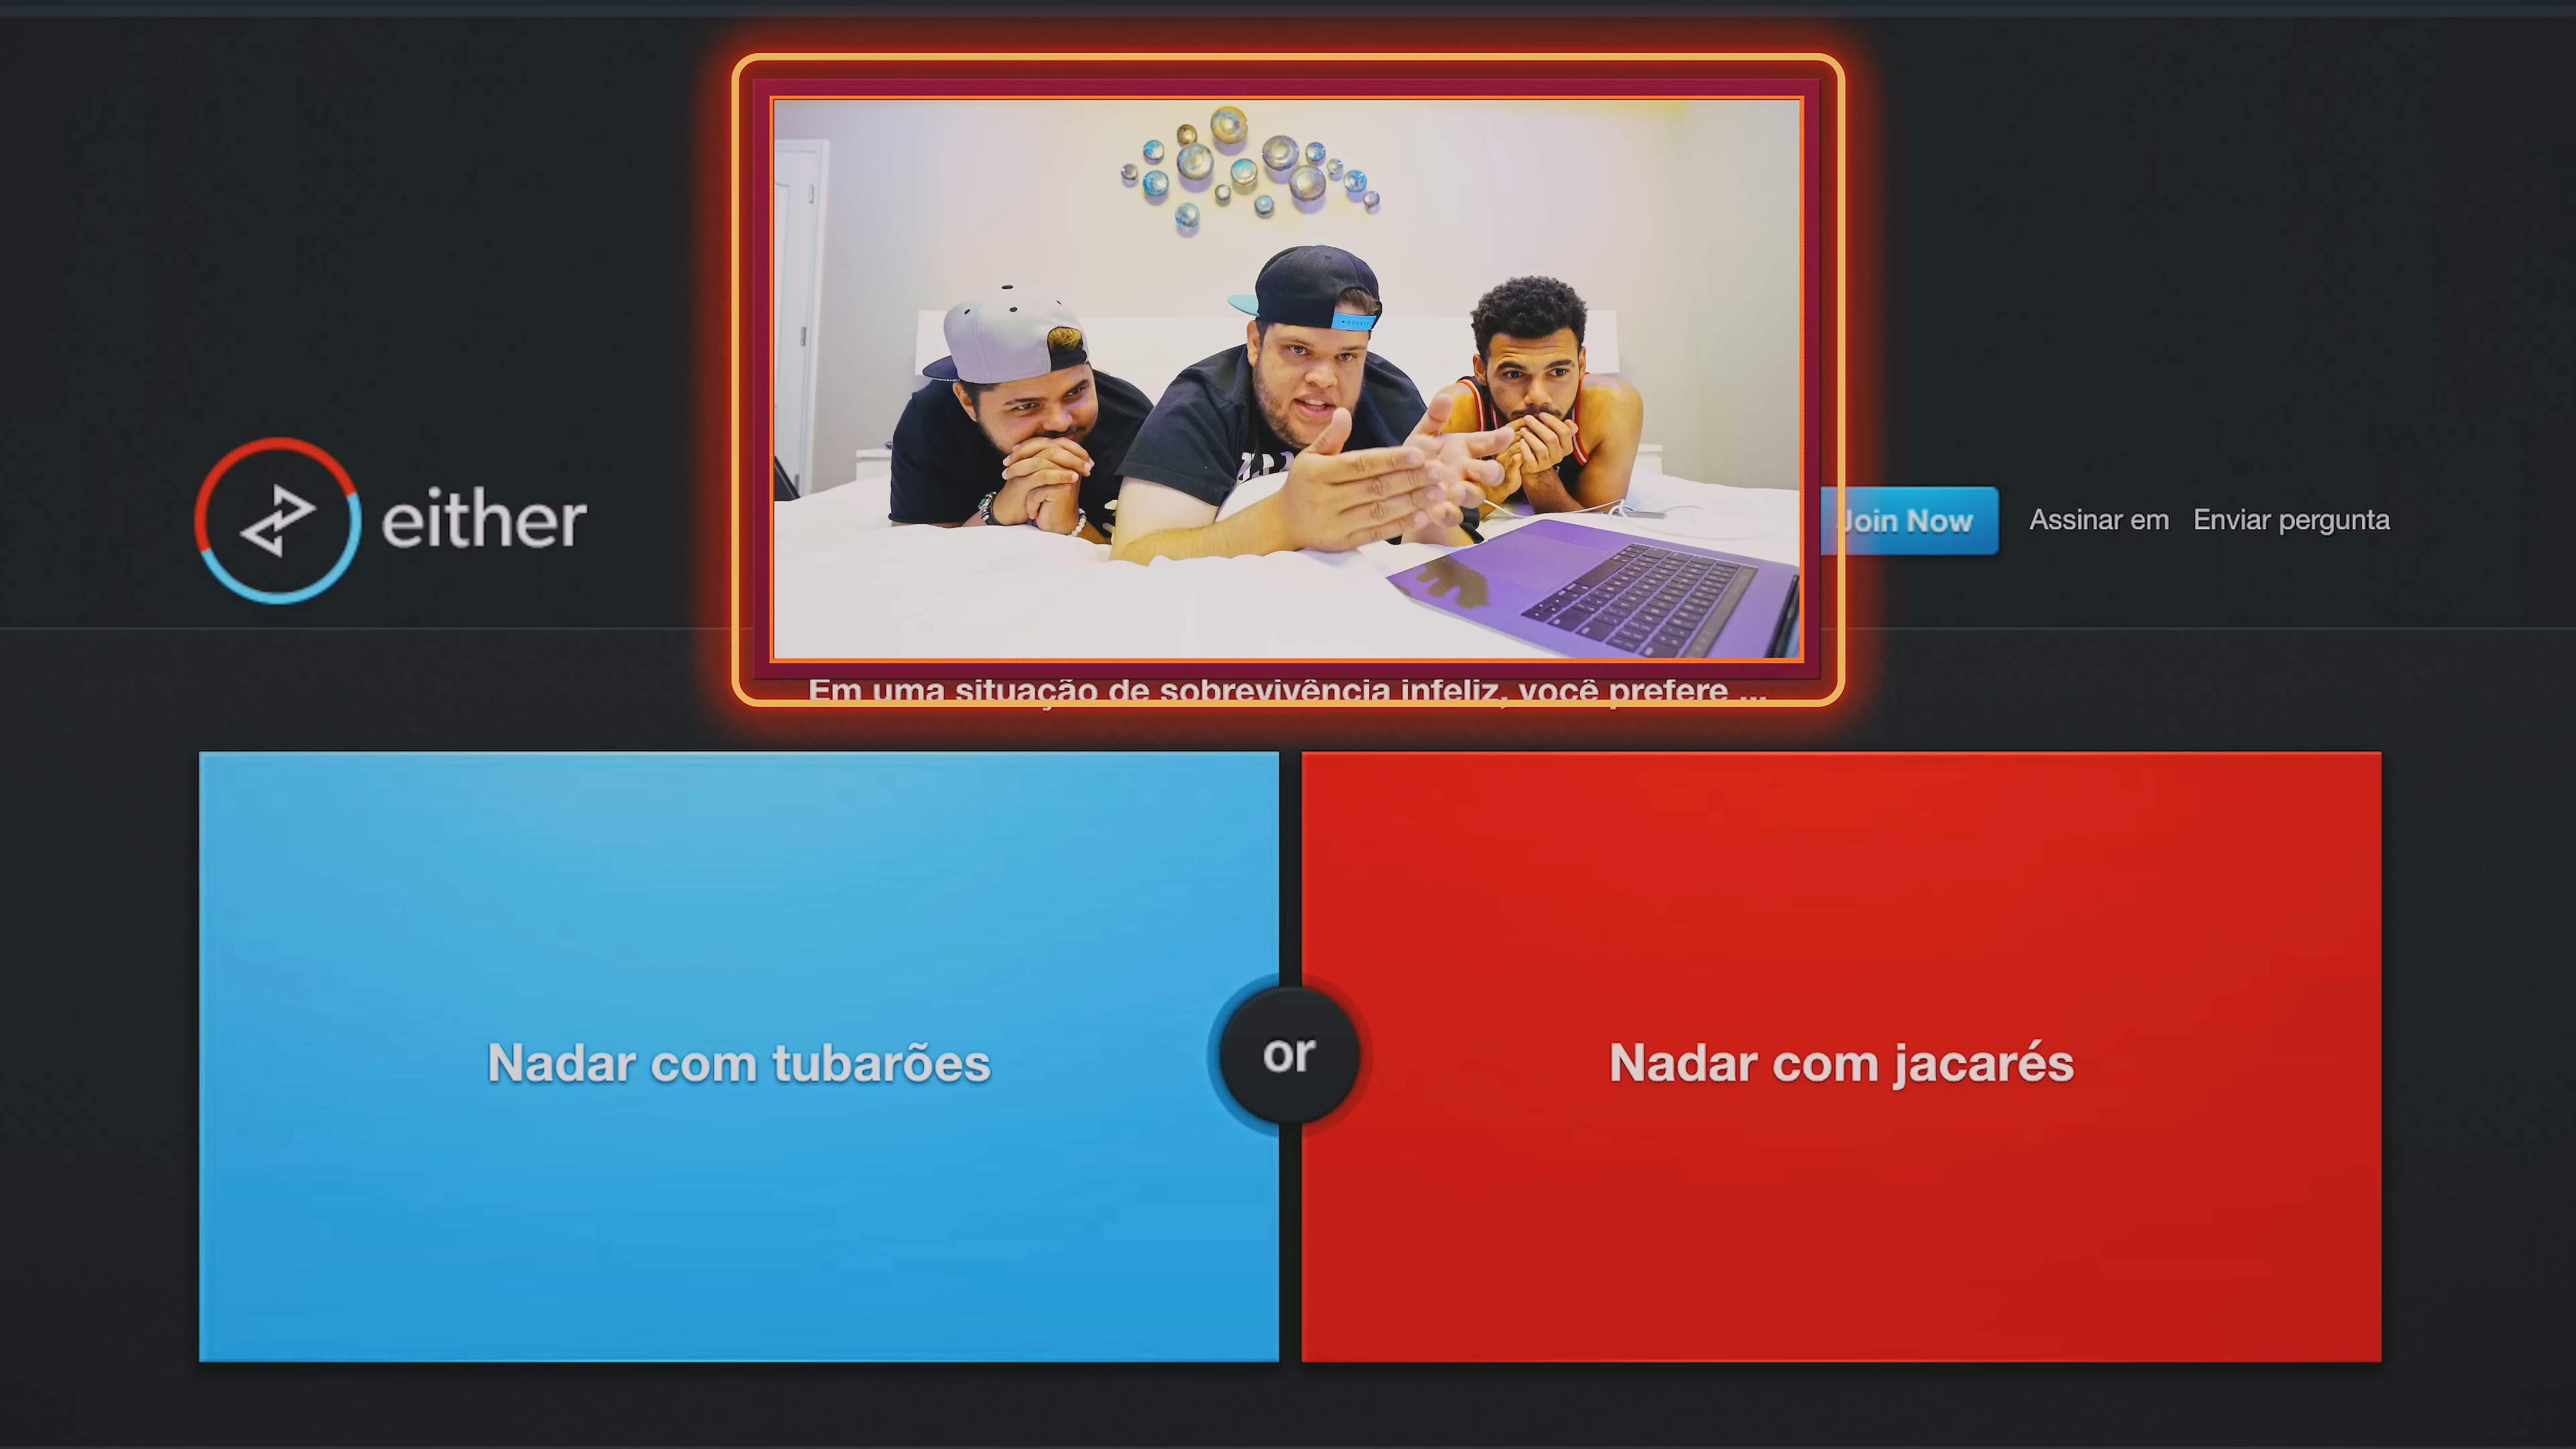 either
Join Now
Assinar em
Enviar pergunta
Em uma situação de sobrevivência infeliz, você prefere ...
Nadar com tubarões
or
Nadar com jacarés